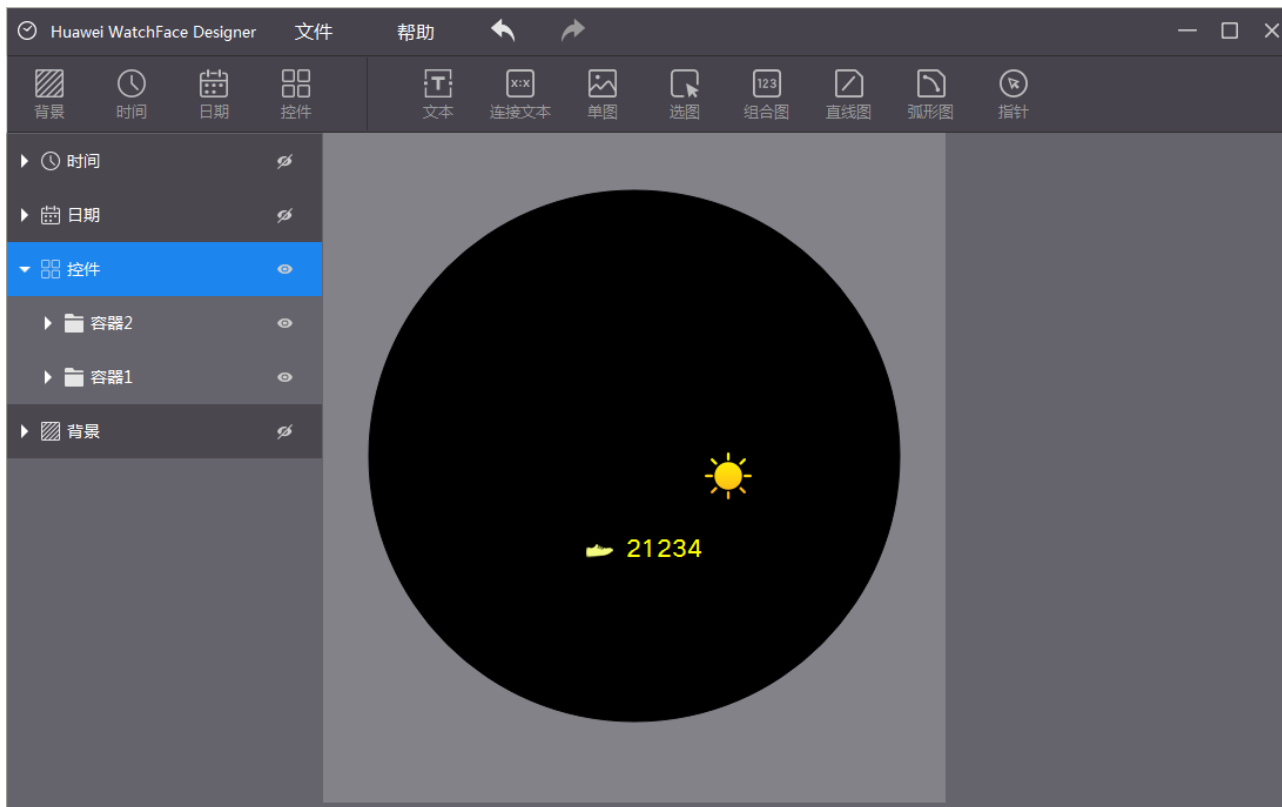 Huawei WatchFace Designer 文件 帮助
背景 时间 日期 控件 T 文本 x:x 连接文本 单图 选图 123 组合图 直线图 弧形图 指针
时间
日期
控件
容器2
容器1
背景
21234